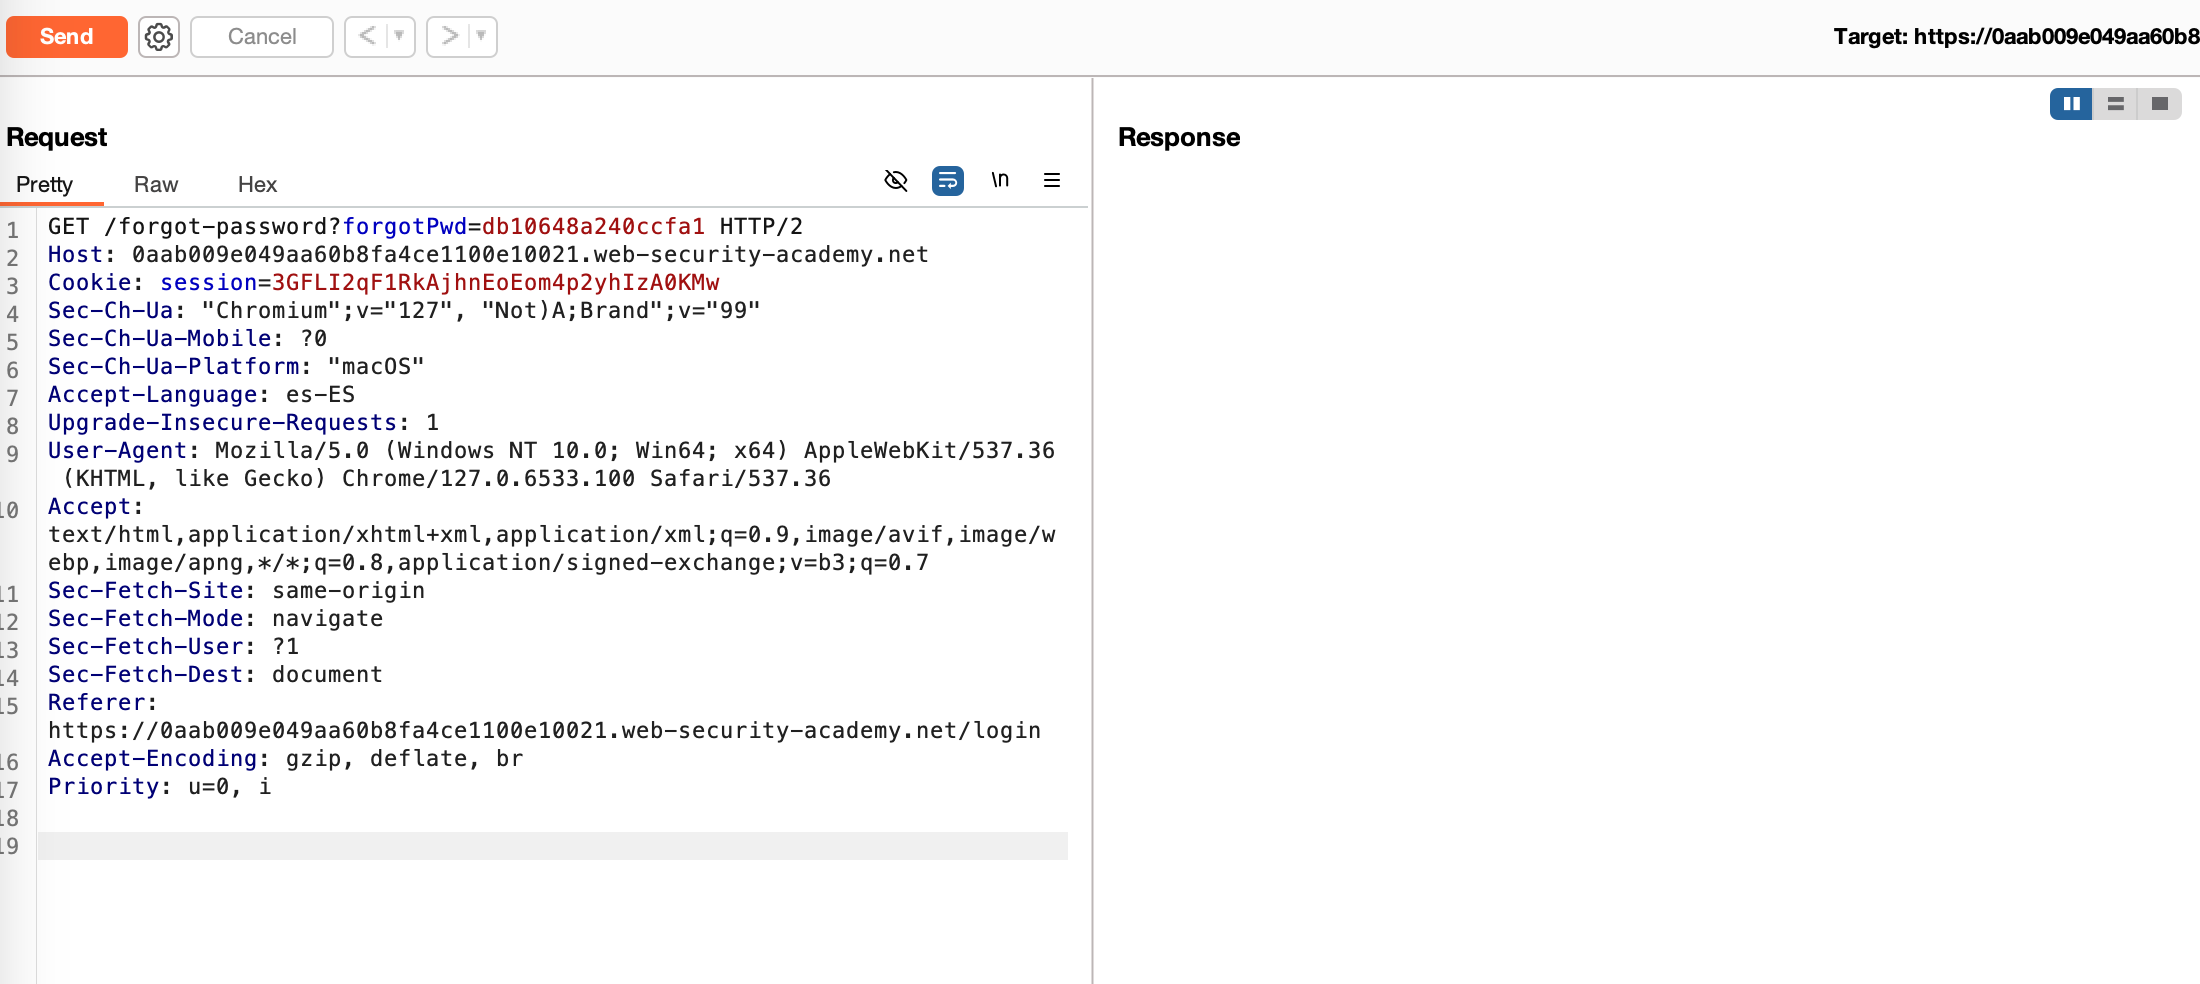 Send
Cancel
Target: https://0aab009e049aa60b8
Request
Response
Pretty Raw Hex
\n
1 GET /forgot-password?forgotPwd=db10648a240ccfa1 HTTP/2
2 Host: 0aab009e049aa60b8fa4ce1100e10021.web-security-academy.net
3 Cookie: session=3GFLI2qF1RkAjhnEoEom4p2yhIzA0KMw
4 Sec-Ch-Ua: "Chromium";v="127", "Not)A;Brand";v="99"
5 Sec-Ch-Ua-Mobile: ?0
6 Sec-Ch-Ua-Platform: "macOS"
7 Accept-Language: es-ES
8 Upgrade-Insecure-Requests: 1
9 User-Agent: Mozilla/5.0 (Windows NT 10.0; Win64; x64) AppleWebKit/537.36
(KHTML, like Gecko) Chrome/127.0.6533.100 Safari/537.36
10 Accept:
text/html,application/xhtml+xml,application/xml;q=0.9,image/avif,image/w
ebp,image/apng,*/*;q=0.8,application/signed-exchange;v=b3;q=0.7
11 Sec-Fetch-Site: same-origin
12 Sec-Fetch-Mode: navigate
13 Sec-Fetch-User: ?1
14 Sec-Fetch-Dest: document
15 Referer:
https://0aab009e049aa60b8fa4ce1100e10021.web-security-academy.net/login
16 Accept-Encoding: gzip, deflate, br
17 Priority: u=0, i
18
19